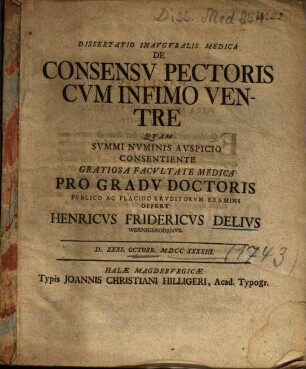 Diss. Med 354/22
DISSERTATIO INAVGVRALIS MEDICA
DE
CONSENSV PECTORIS
CVM INFIMO VEN-
TRE
QVAM
SVMMI NVMINIS AVSPICIO
CONSENTIENTE
GRATIOSA FACVLTATE MEDICA
PRO GRADV DOCTORIS
PVBLICO AC PLACIDO ERVDITORVM EXAMINI
OFFERT
HENRICVS FRIDERICVS DELIVS
WERNIGERODANVS.
D. XXXI. OCTOBR. MDCC XXXXIII.
(1743)
HALÆ MAGDEBVRGICÆ
Typis JOANNIS CHRISTIANI HILLIGERI, Acad. Typogr.